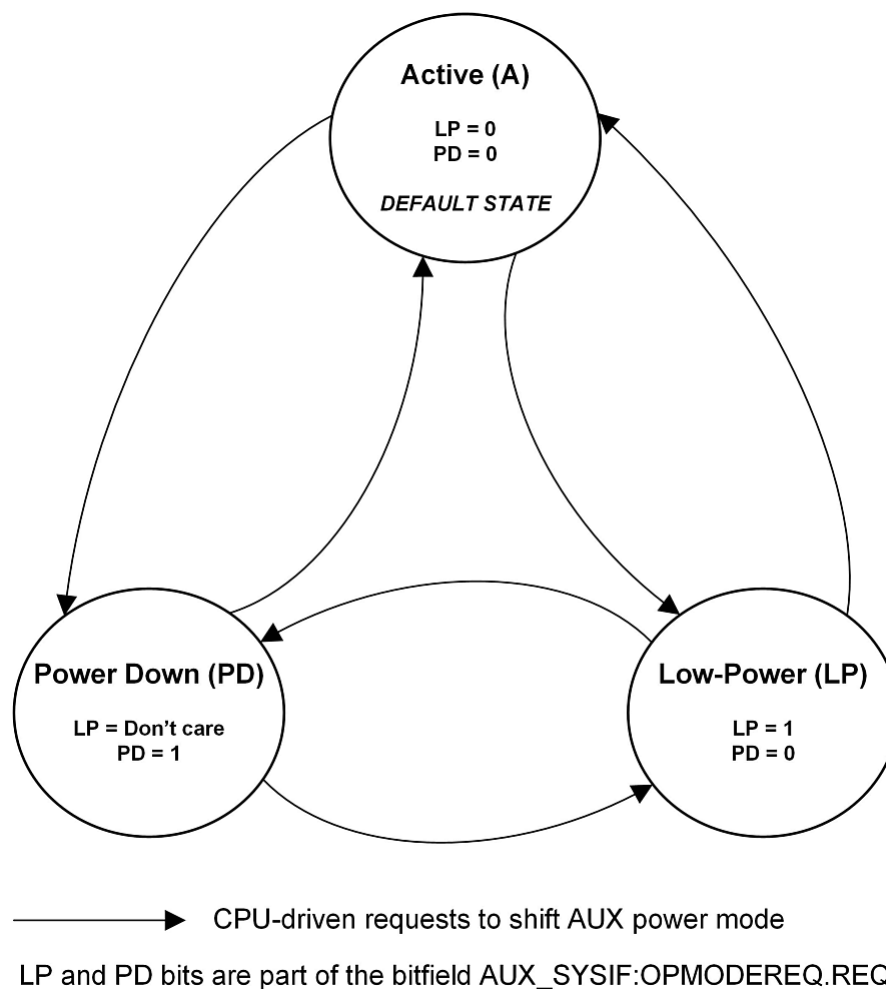 Active (A)
LP = 0
PD = 0
DEFAULT STATE
Power Down (PD)
LP = Don't care
PD = 1
Low-Power (LP)
LP = 1
PD = 0
CPU-driven requests to shift AUX power mode
LP and PD bits are part of the bitfield AUX_SYSIF:OPMODEREQ.REQ